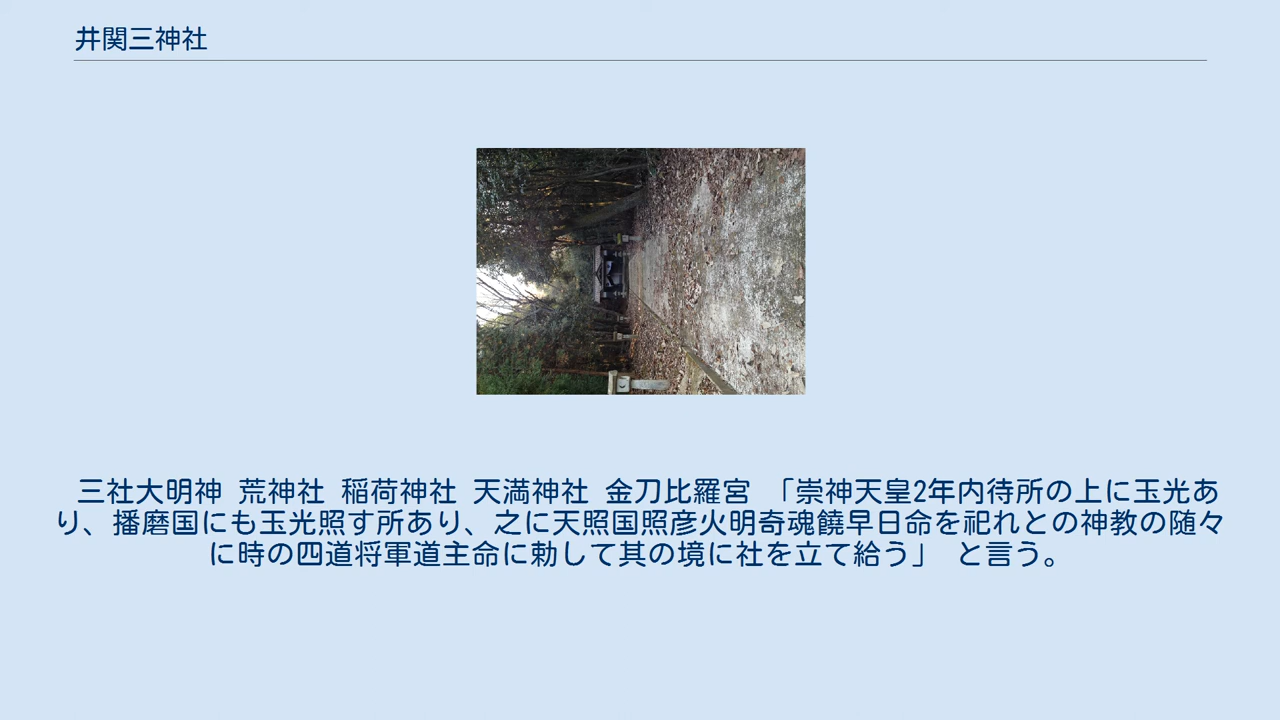 井関三神社
三社大明神 荒神社 稲荷神社 天満神社 金刀比羅宮 「崇神天皇2年内待所の上に玉光あ
り、播磨国にも玉光照す所あり、之に天照国照彦火明奇魂饒早日命を祀れとの神教の随々
に時の四道将軍道主命に勅して其の境に社を立て給う」 と言う。